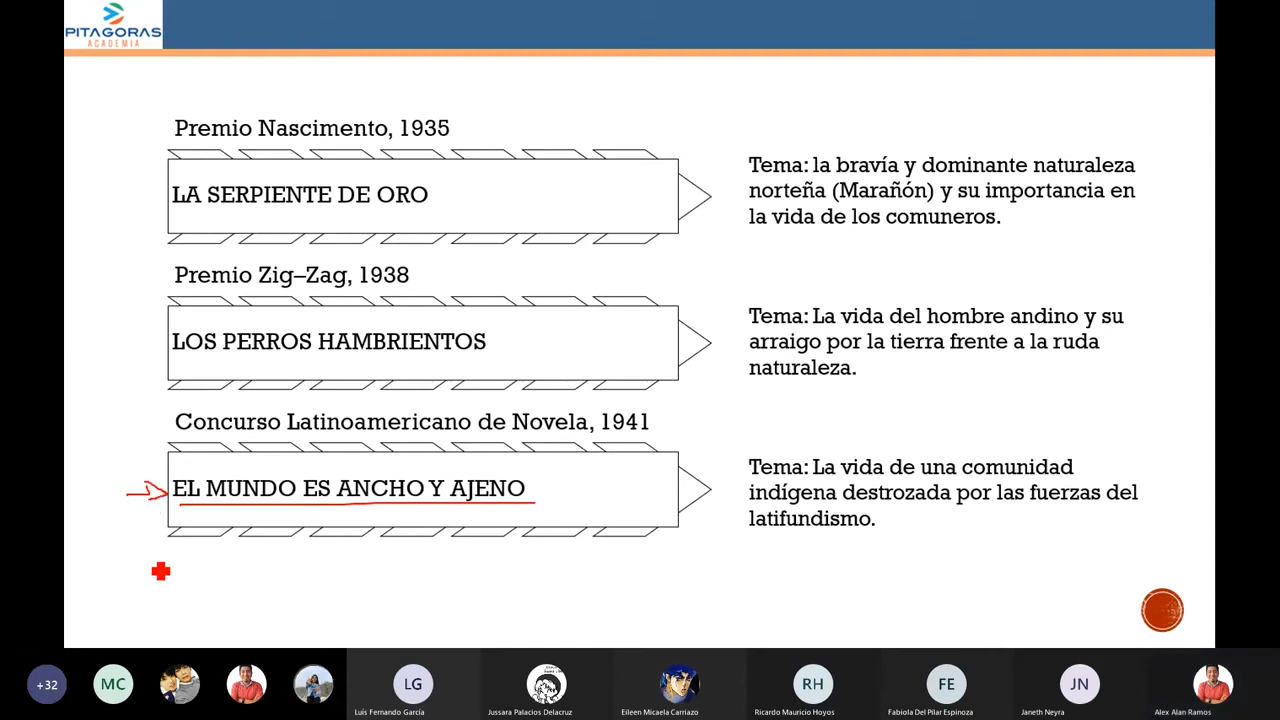 PITAGORAS
ACADEMIA
Premio Nascimento, 1935
LA SERPIENTE DE ORO
Tema: la bravía y dominante naturaleza
norteña (Marañón) y su importancia en
la vida de los comuneros.
Premio Zig–Zag, 1938
LOS PERROS HAMBRIENTOS
Tema: La vida del hombre andino y su
arraigo por la tierra frente a la ruda
naturaleza.
Concurso Latinoamericano de Novela, 1941
EL MUNDO ES ANCHO Y AJENO
Tema: La vida de una comunidad
indígena destrozada por las fuerzas del
latifundismo.
+32
MC
LG
RH
FE
JN
Luis Fernando García
Jussara Palacios Delacruz
Eileen Micaela Carriazo
Ricardo Mauricio Hoyos
Fabiola Del Pilar Espinoza
Janeth Neyra
Alex Alan Ramos